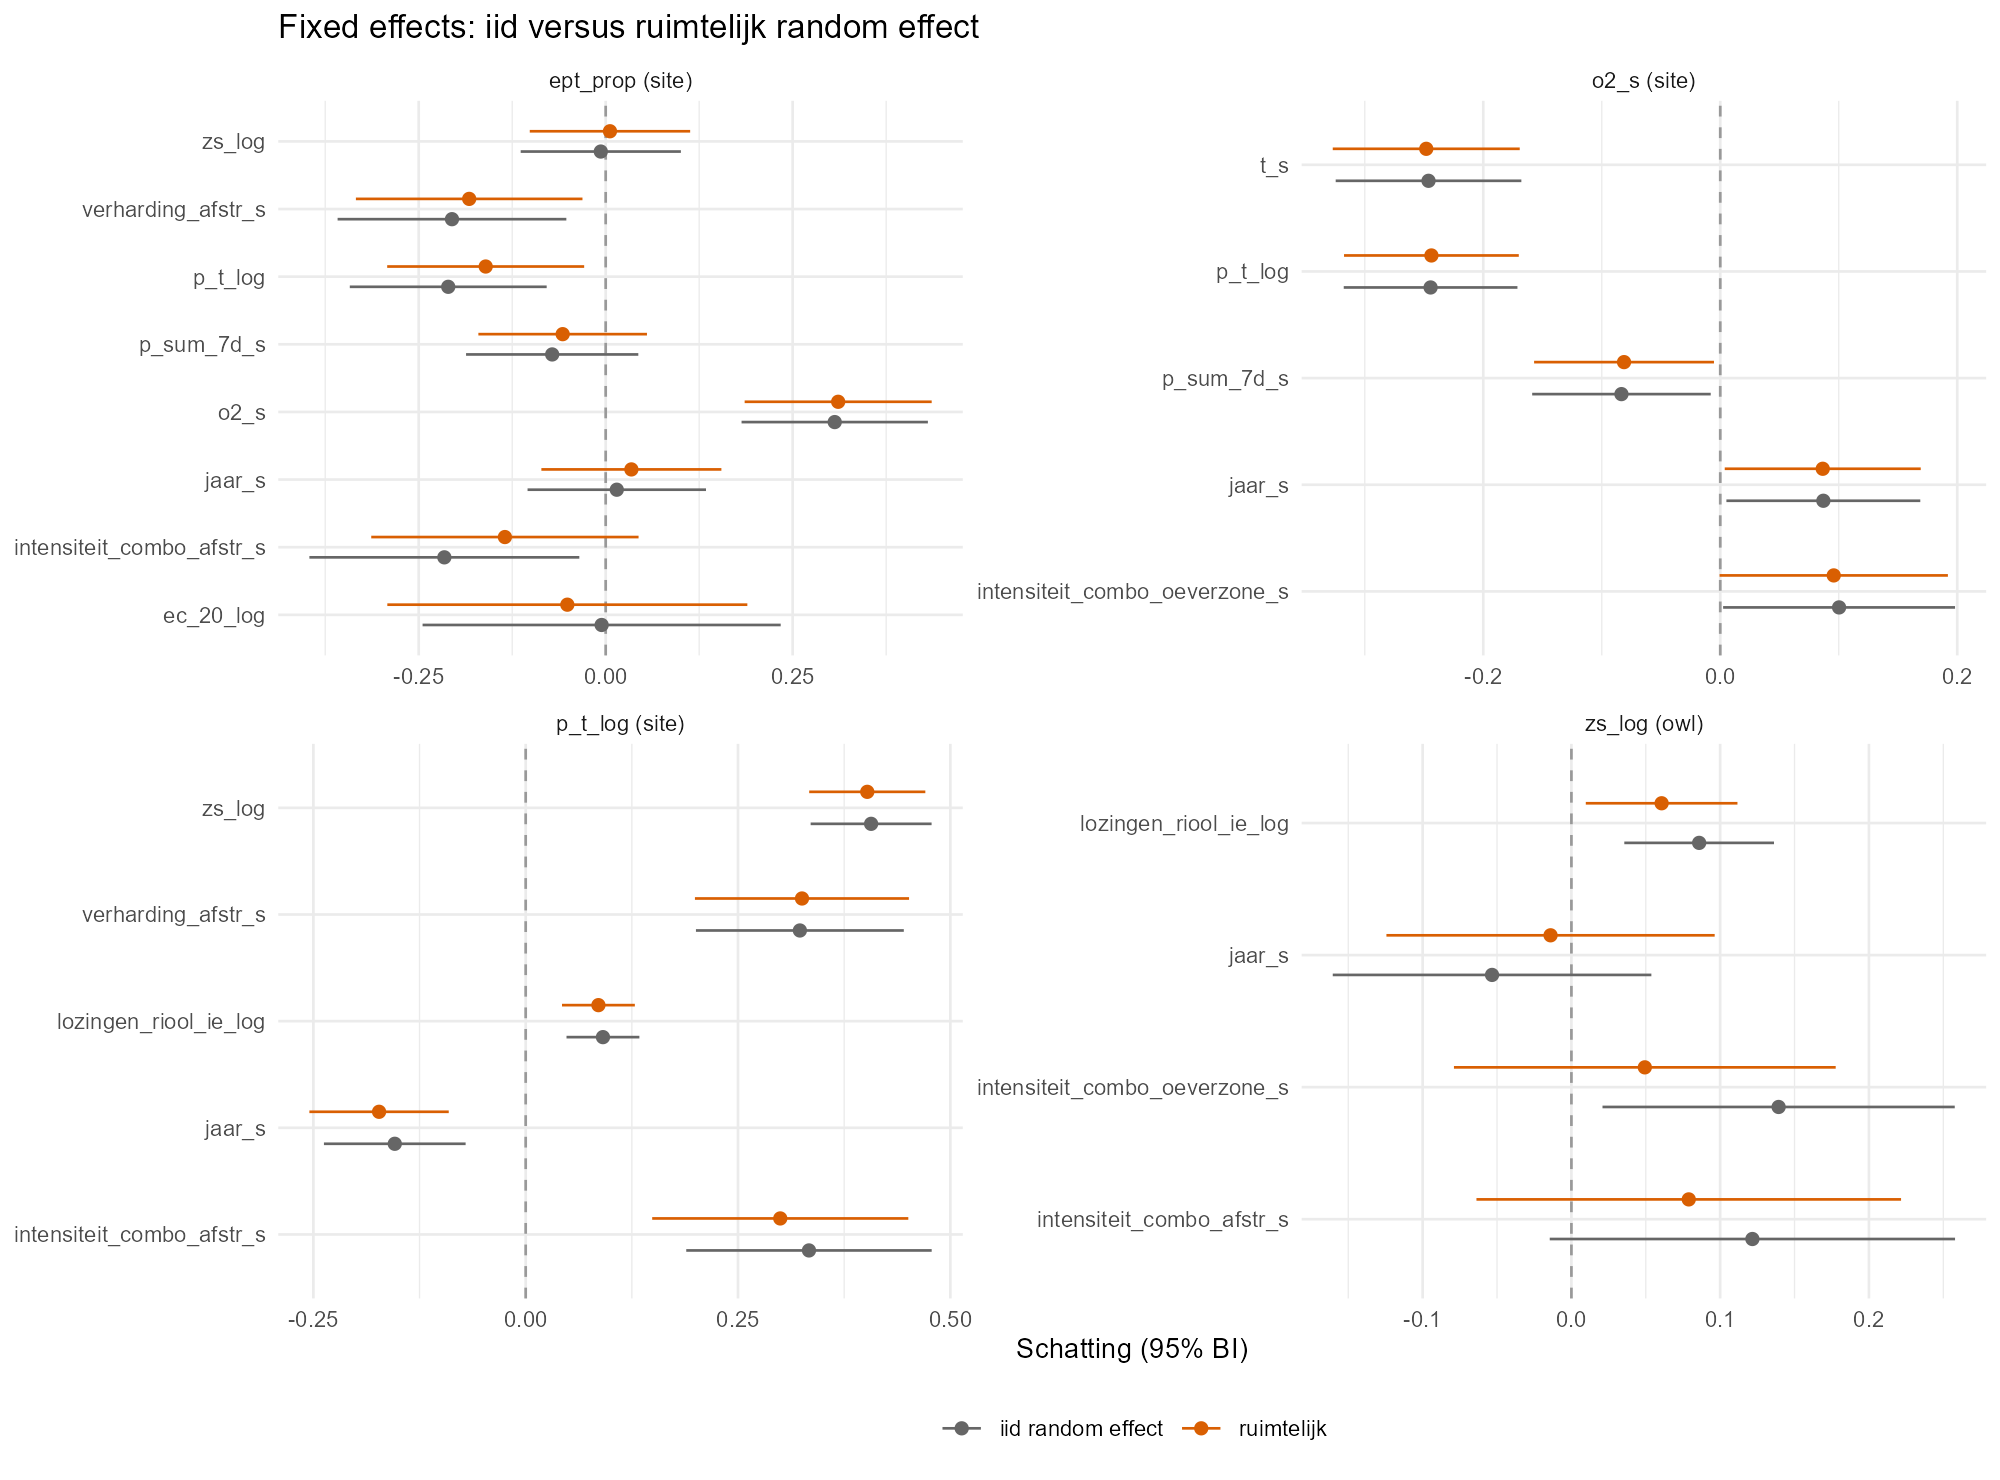 Fixed effects: iid versus ruimtelijk random effect
ept_prop (site)
zs_log
verharding_afstr_s
p_t_log
p_sum_7d_s
o2_s
jaar_s
intensiteit_combo_afstr_s
ec_20_log
-0.25 0.00 0.25
o2_s (site)
t_s
p_t_log
p_sum_7d_s
jaar_s
intensiteit_combo_oeverzone_s
-0.2 0.0 0.2
p_t_log (site)
zs_log
verharding_afstr_s
lozingen_riool_ie_log
jaar_s
intensiteit_combo_afstr_s
-0.25 0.00 0.25 0.50
zs_log (owl)
lozingen_riool_ie_log
jaar_s
intensiteit_combo_oeverzone_s
intensiteit_combo_afstr_s
-0.1 0.0 0.1 0.2
Schatting (95% BI)
iid random effect ruimtelijk